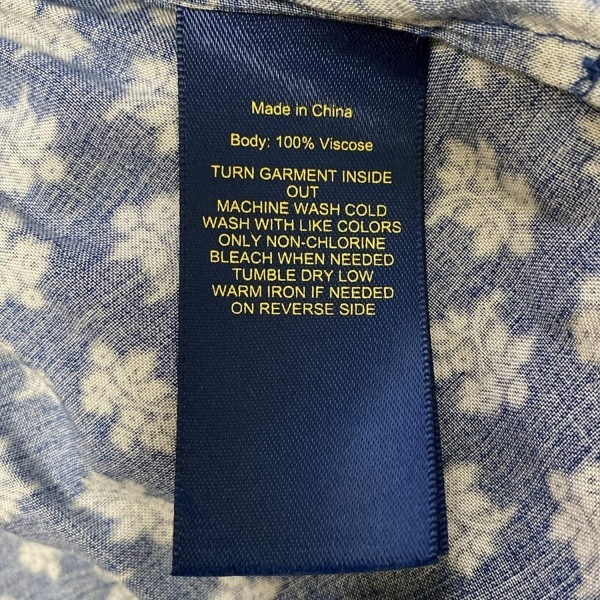 Made in China
Body: 100% Viscose
TURN GARMENT INSIDE
OUT
MACHINE WASH COLD
WASH WITH LIKE COLORS
ONLY NON-CHLORINE
BLEACH WHEN NEEDED
TUMBLE DRY LOW
WARM IRON IF NEEDED
ON REVERSE SIDE